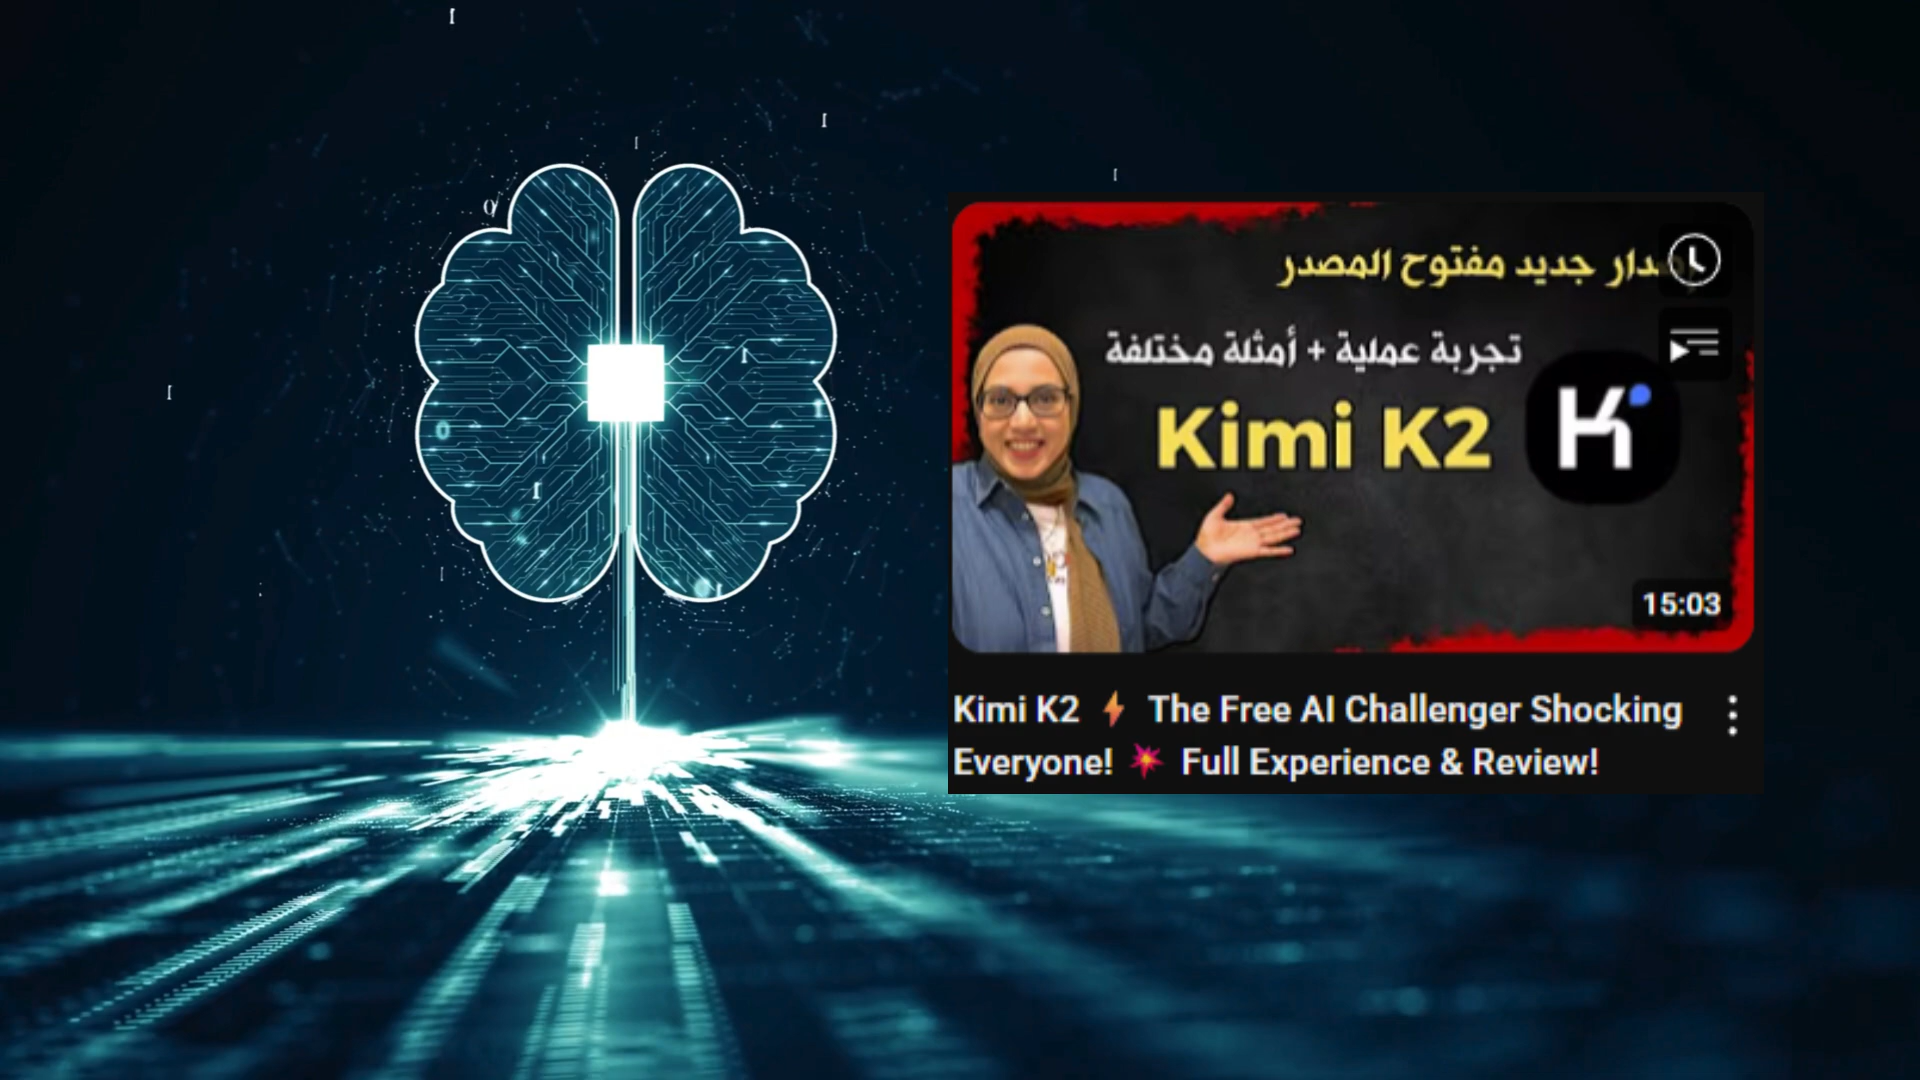 جديد مفتوح المصدر
تجربة عملية + أمثلة مختلفة
Kimi K2
15:03
Kimi K2 ⚡ The Free AI Challenger Shocking
Everyone! 💥 Full Experience & Review!